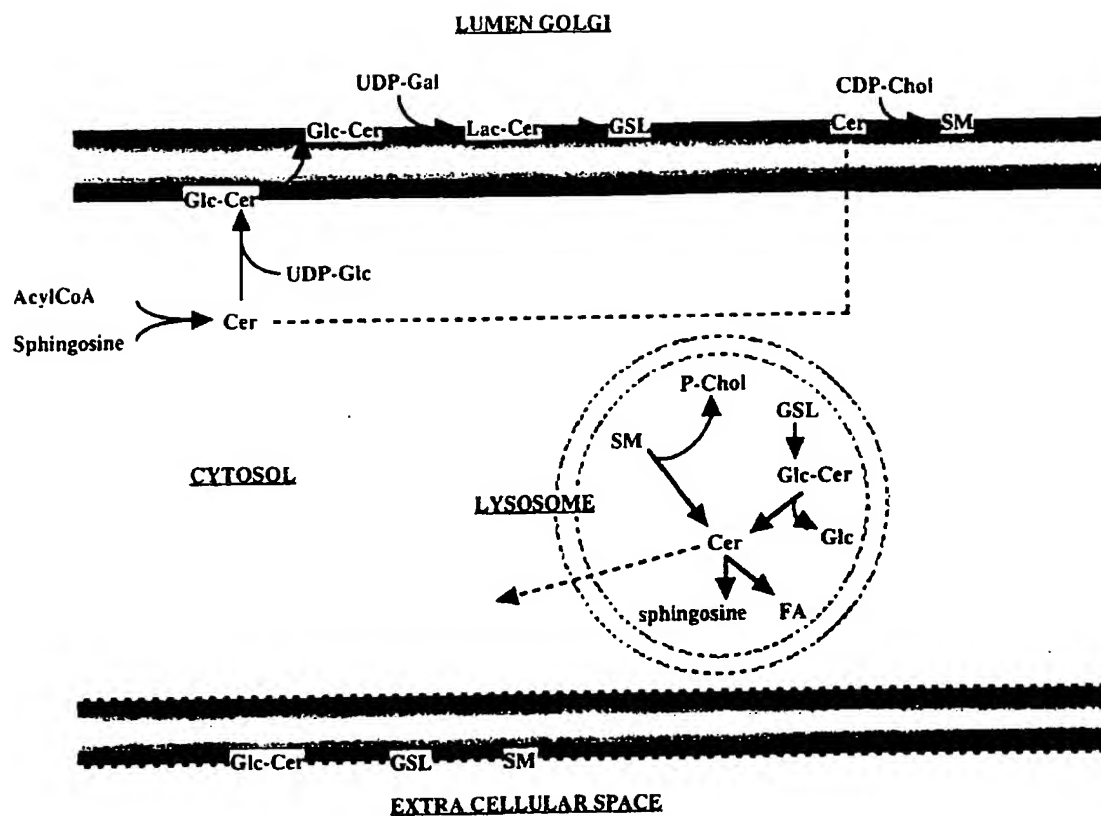 LUMEN GOLGI
UDP-Gal
CDP-Chol
Glc-Cer
Lac-Cer
GSL
Cer
SM
Glc-Cer
UDP-Glc
AcylCoA
Cer
Sphingosine
P-Chol
GSL
SM
Glc-Cer
CYTOSOL
LYSOSOME
Glc
Cer
sphingosine
FA
Glc-Cer
GSL
SM
EXTRA CELLULAR SPACE